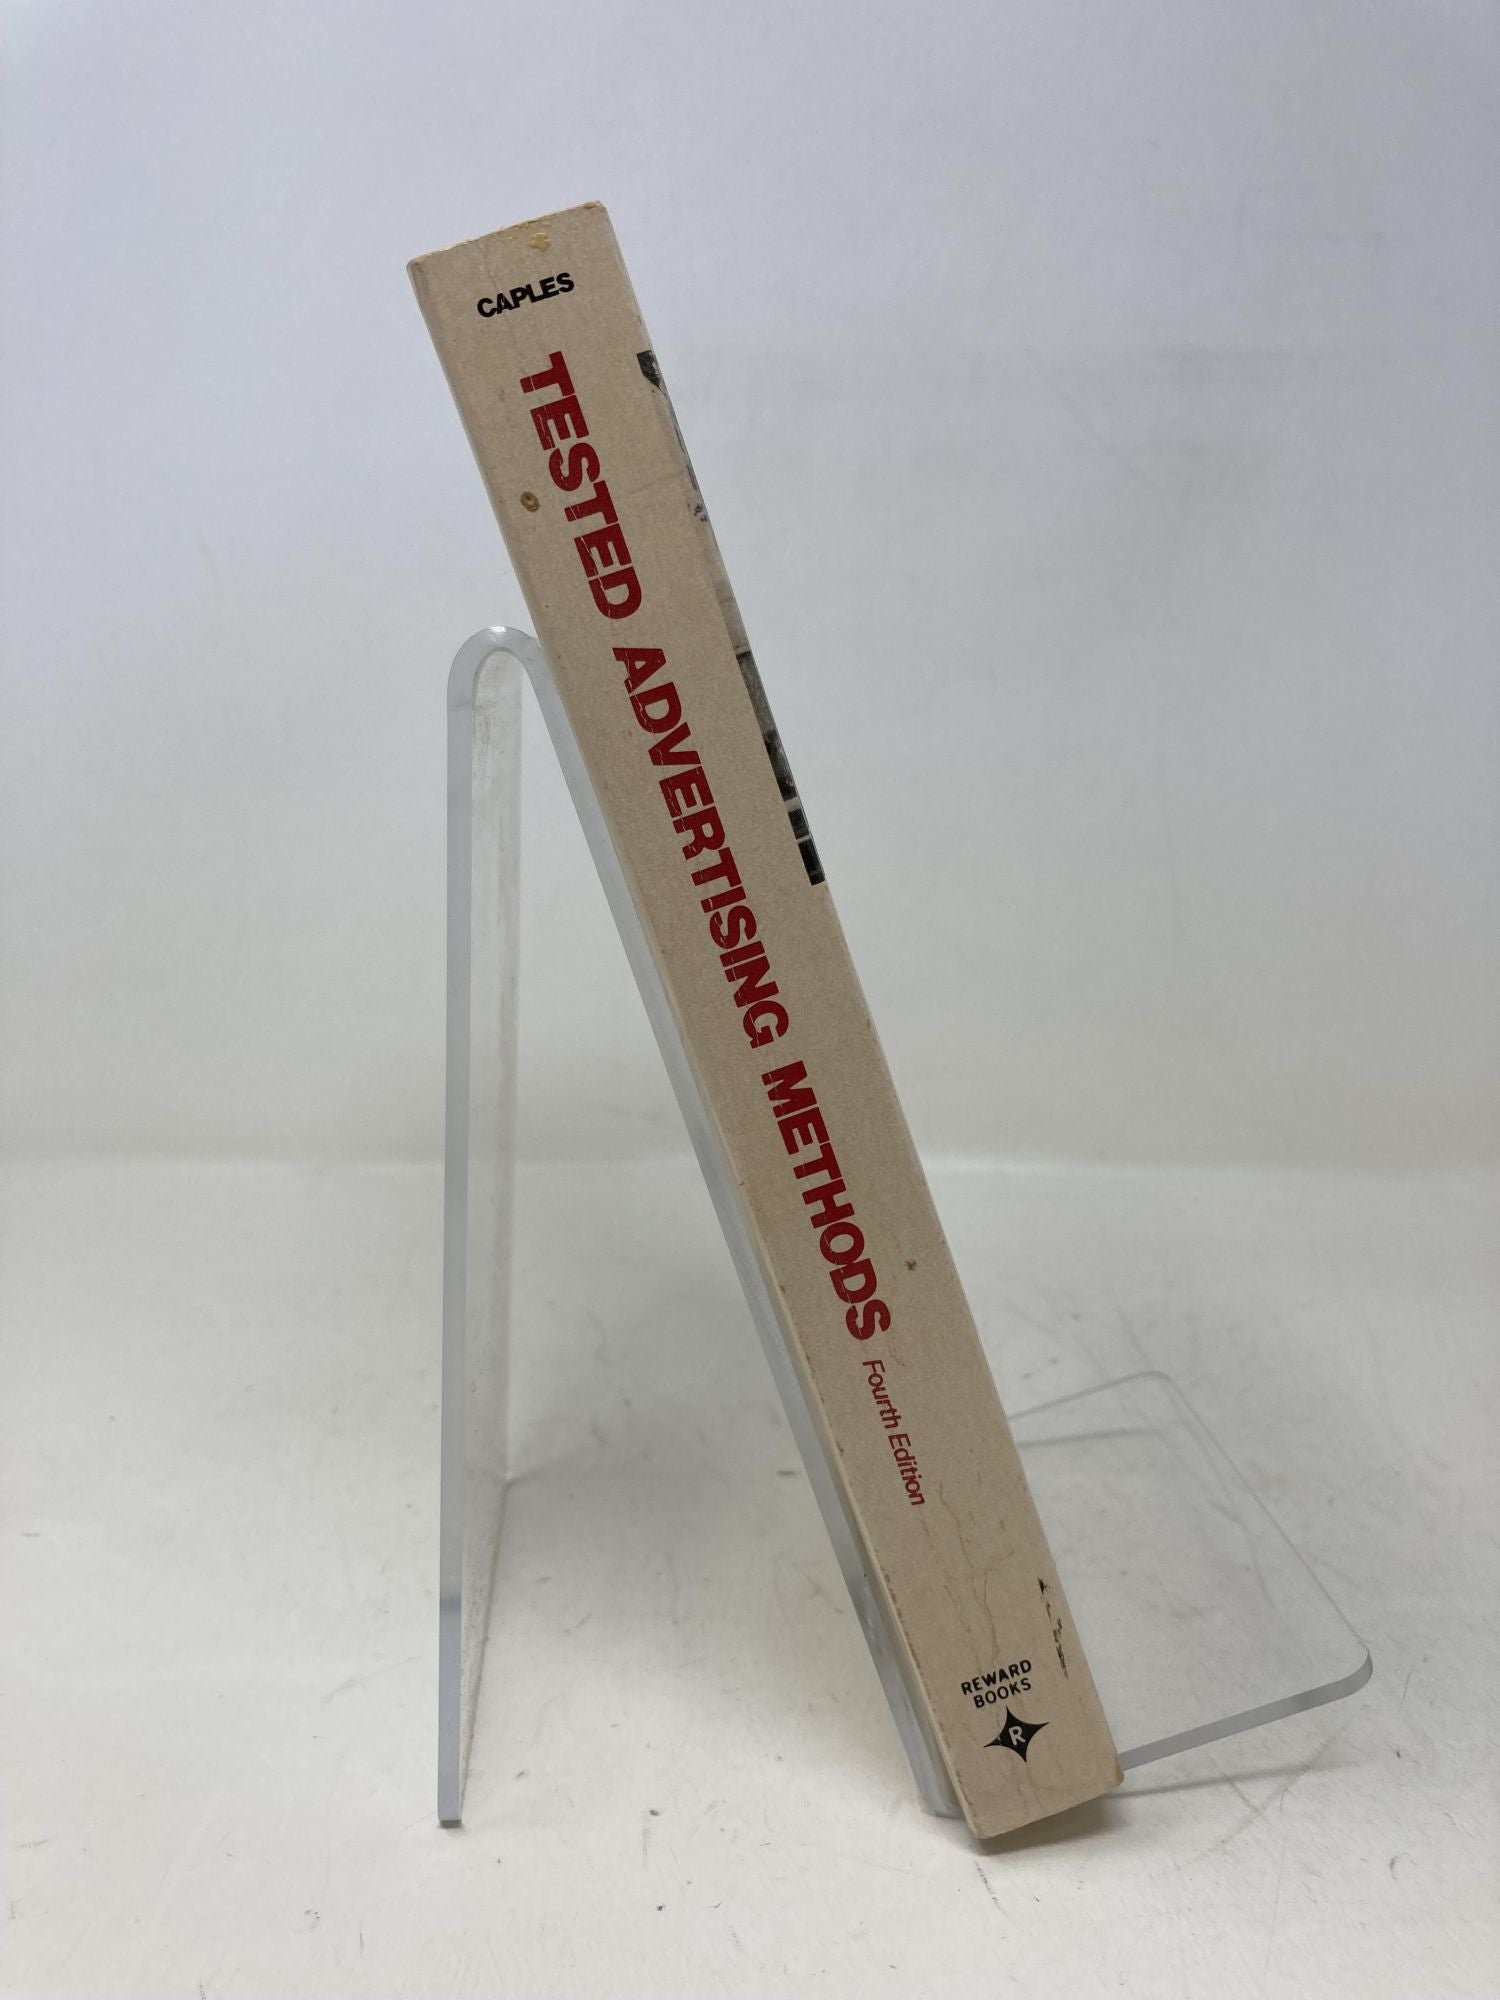 CAPLES
TESTED ADVERTISING METHODS Fourth Edition
REWARD
BOOKS
R